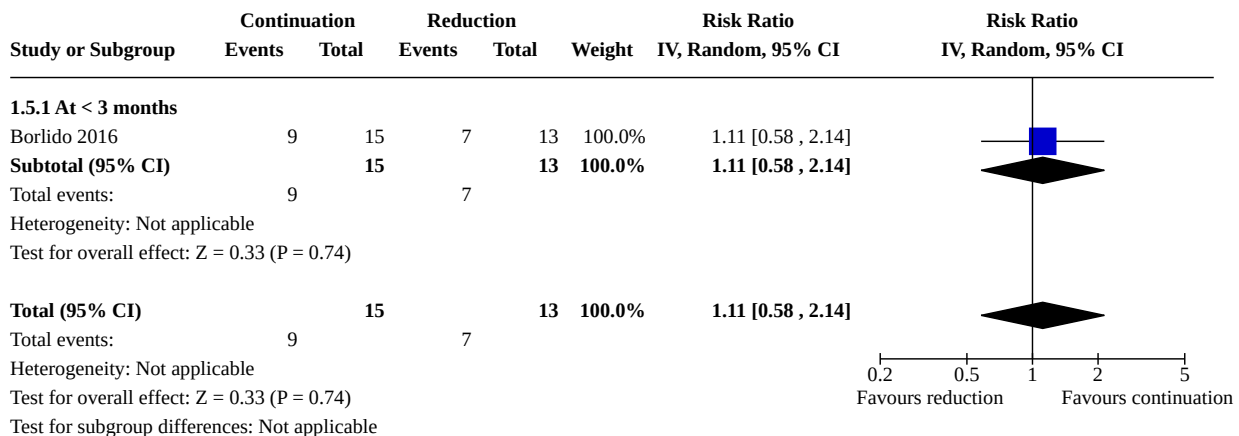 Continuation Reduction Risk Ratio Risk Ratio
Study or Subgroup Events Total Events Total Weight IV, Random, 95% CI IV, Random, 95% CI
1.5.1 At < 3 months
Borlido 2016 9 15 7 13 100.0% 1.11 [0.58 , 2.14]
Subtotal (95% CI) 15 13 100.0% 1.11 [0.58 , 2.14]
Total events: 9 7
Heterogeneity: Not applicable
Test for overall effect: Z = 0.33 (P = 0.74)
Total (95% CI) 15 13 100.0% 1.11 [0.58 , 2.14]
Total events: 9 7
Heterogeneity: Not applicable 0.2 0.5 1 2 5
Test for overall effect: Z = 0.33 (P = 0.74) Favours reduction Favours continuation
Test for subgroup differences: Not applicable